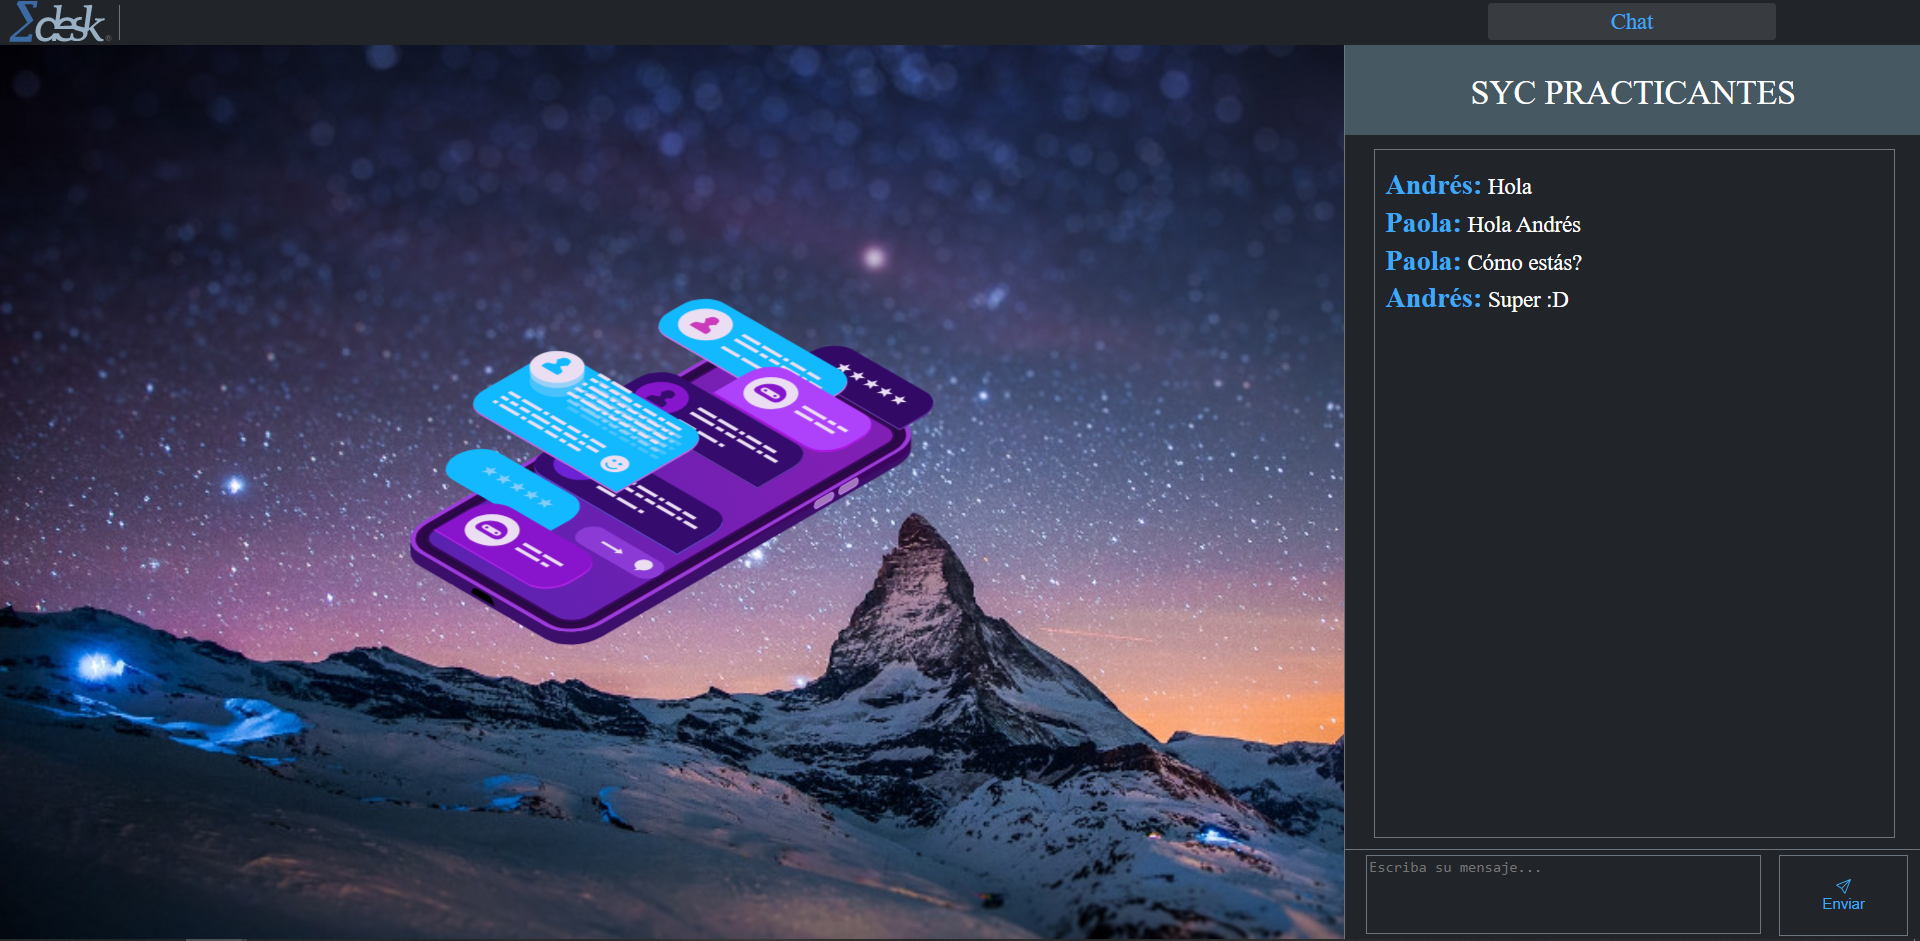 Σdesk
Chat
SYC PRACTICANTES
Andrés: Hola
Paola: Hola Andrés
Paola: Cómo estás?
Andrés: Super :D
Escriba su mensaje...
Enviar